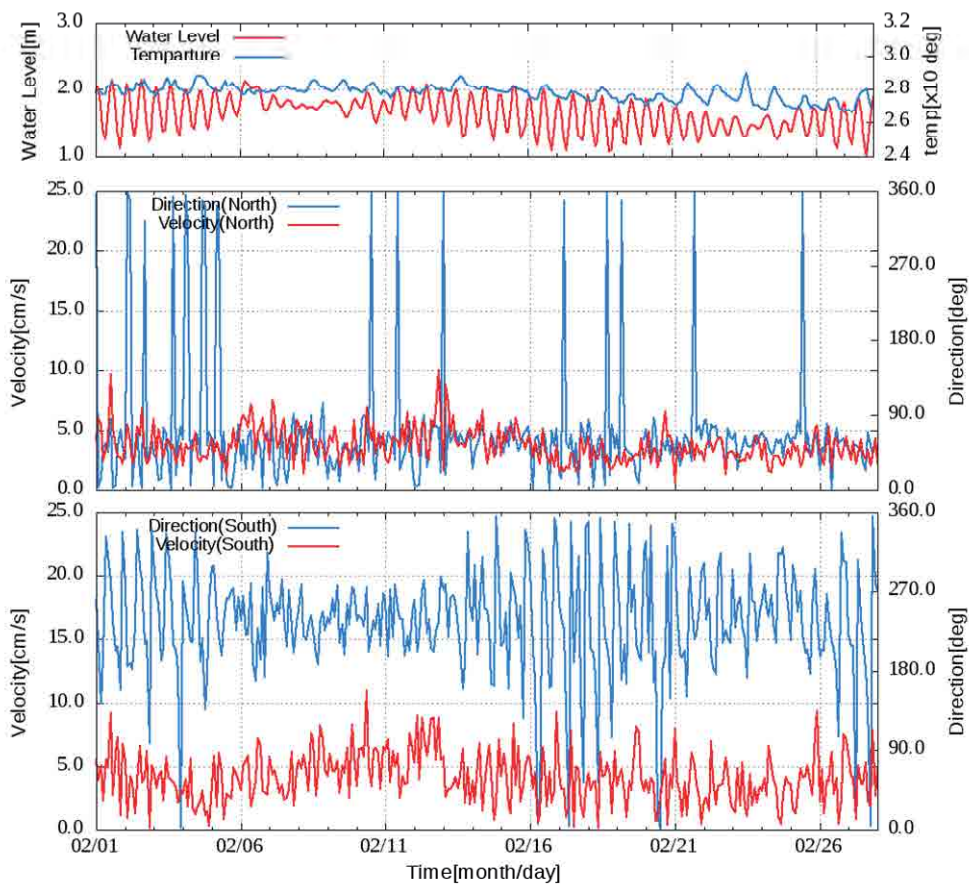 3.0
Water Level
Temparture
2.0
1.0
Water Level[m]
3.2
3.0
2.8
2.6
2.4
temp[x10 deg]
25.0
Direction(North)
Velocity(North)
20.0
15.0
10.0
5.0
0.0
Velocity[cm/s]
360.0
270.0
180.0
90.0
0.0
Direction[deg]
25.0
Direction(South)
Velocity(South)
20.0
15.0
10.0
5.0
0.0
Velocity[cm/s]
360.0
270.0
180.0
90.0
0.0
Direction[deg]
02/01 02/06 02/11 02/16 02/21 02/26
Time[month/day]